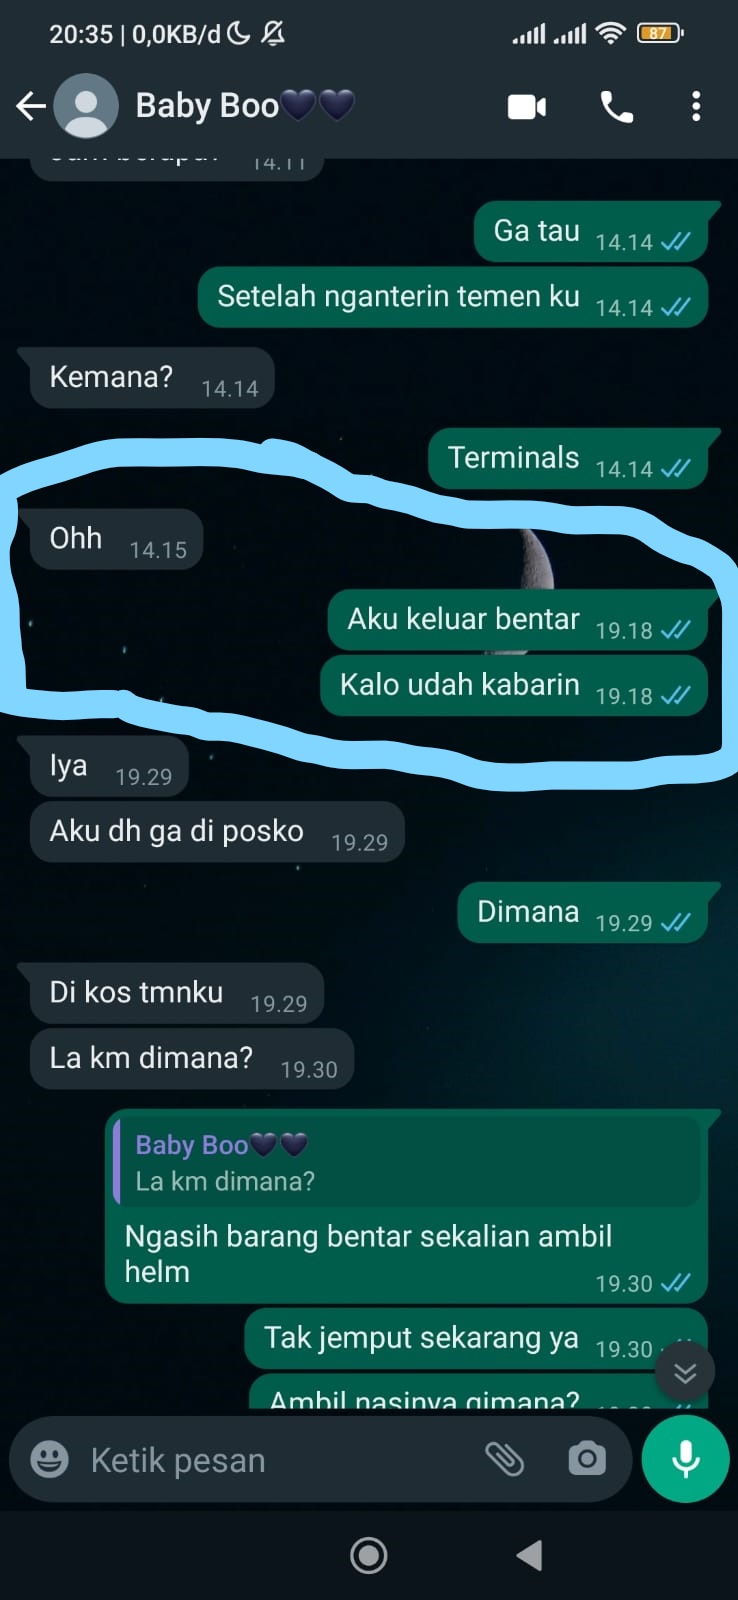 20:35 | 0,0KB/d
87
Baby Boo🖤🖤
14.11
Ga tau 14.14
Setelah nganterin temen ku 14.14
Kemana? 14.14
Terminals 14.14
Ohh 14.15
Aku keluar bentar 19.18
Kalo udah kabarin 19.18
Iya 19.29
Aku dh ga di posko 19.29
Dimana 19.29
Di kos tmnku 19.29
La km dimana? 19.30
Baby Boo🖤🖤
La km dimana?
Ngasih barang bentar sekalian ambil
helm 19.30
Tak jemput sekarang ya 19.30
Ambil nasinya gimana?
Ketik pesan